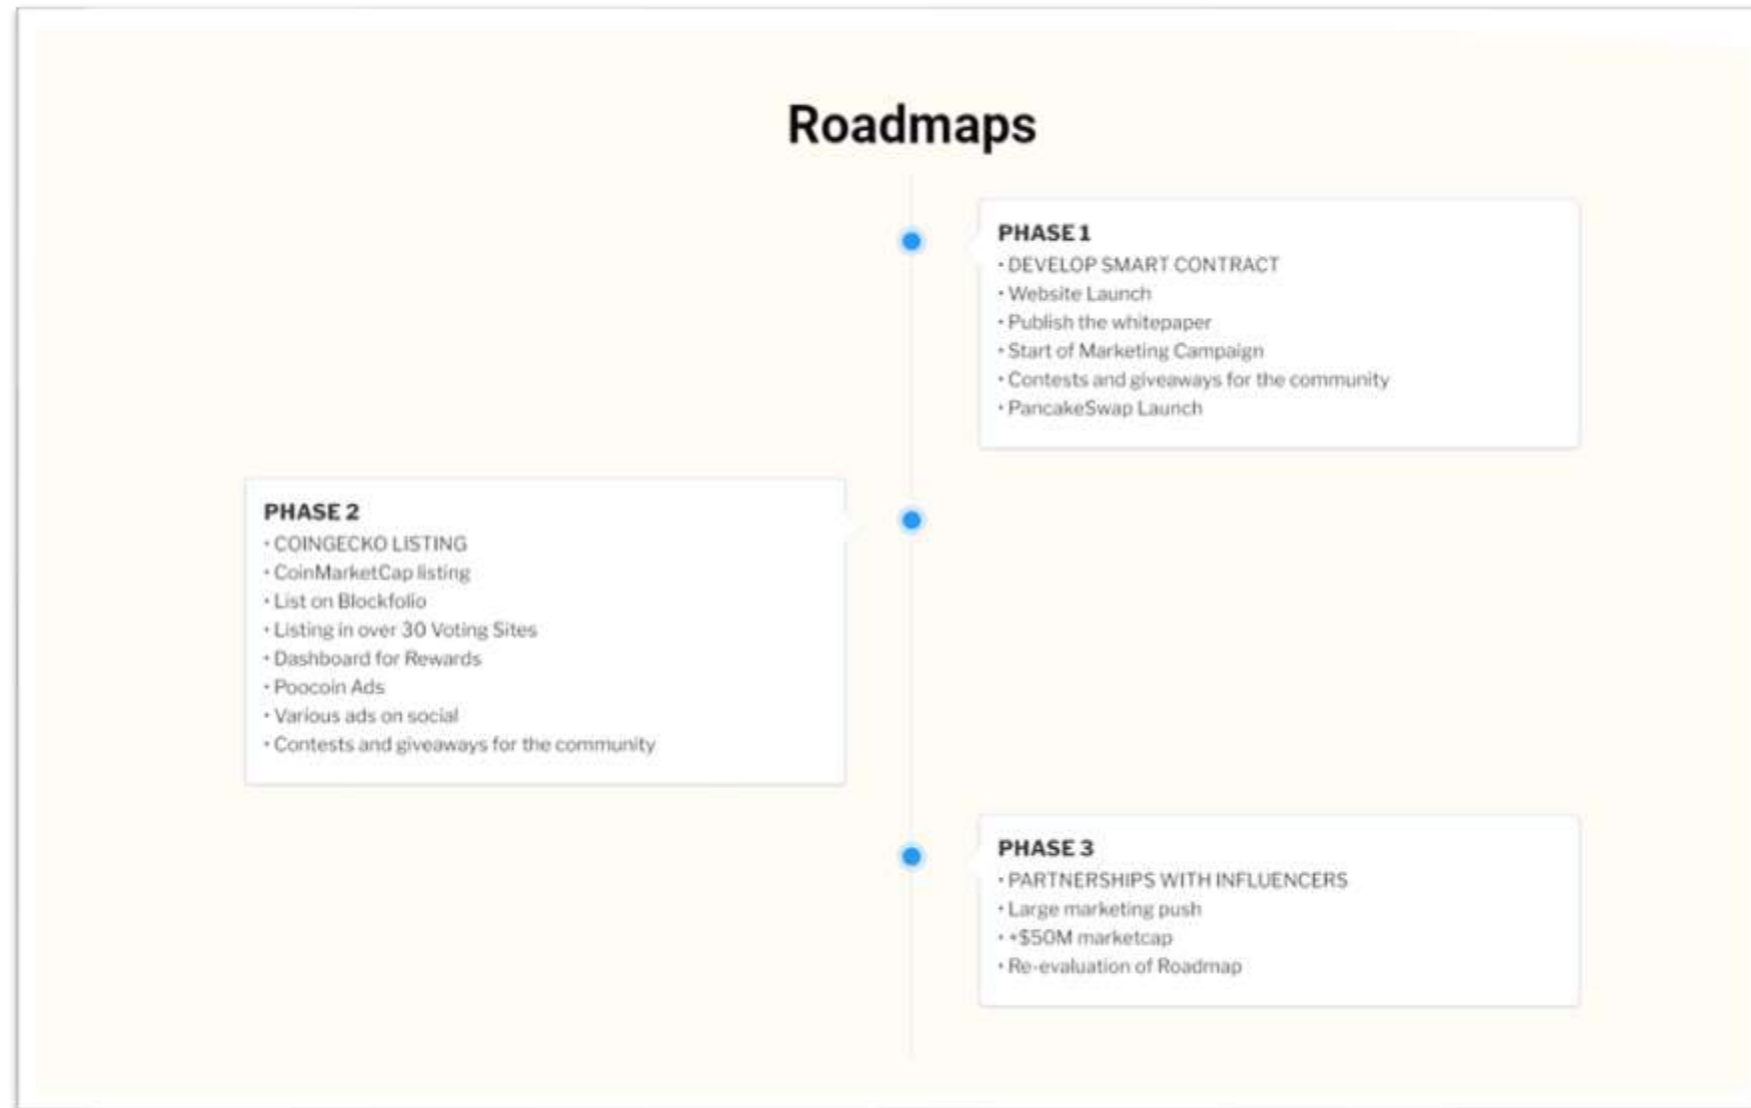 Roadmaps
PHASE 1
• DEVELOP SMART CONTRACT
• Website Launch
• Publish the whitepaper
• Start of Marketing Campaign
• Contests and giveaways for the community
• PancakeSwap Launch
PHASE 2
• COINGECKO LISTING
• CoinMarketCap listing
• List on Blockfolio
• Listing in over 30 Voting Sites
• Dashboard for Rewards
• Poocoin Ads
• Various ads on social
• Contests and giveaways for the community
PHASE 3
• PARTNERSHIPS WITH INFLUENCERS
• Large marketing push
• +$50M marketcap
• Re-evaluation of Roadmap